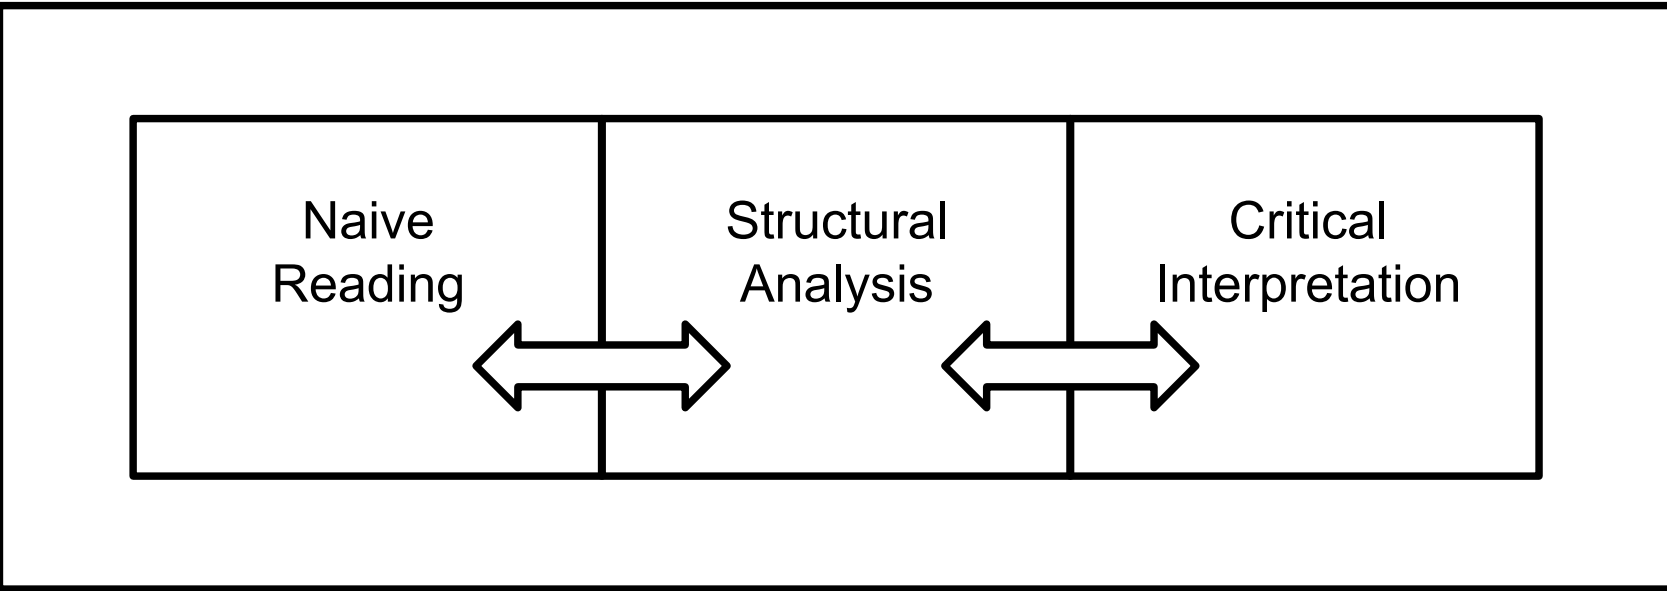 Naive
Reading
Structural
Analysis
Critical
Interpretation